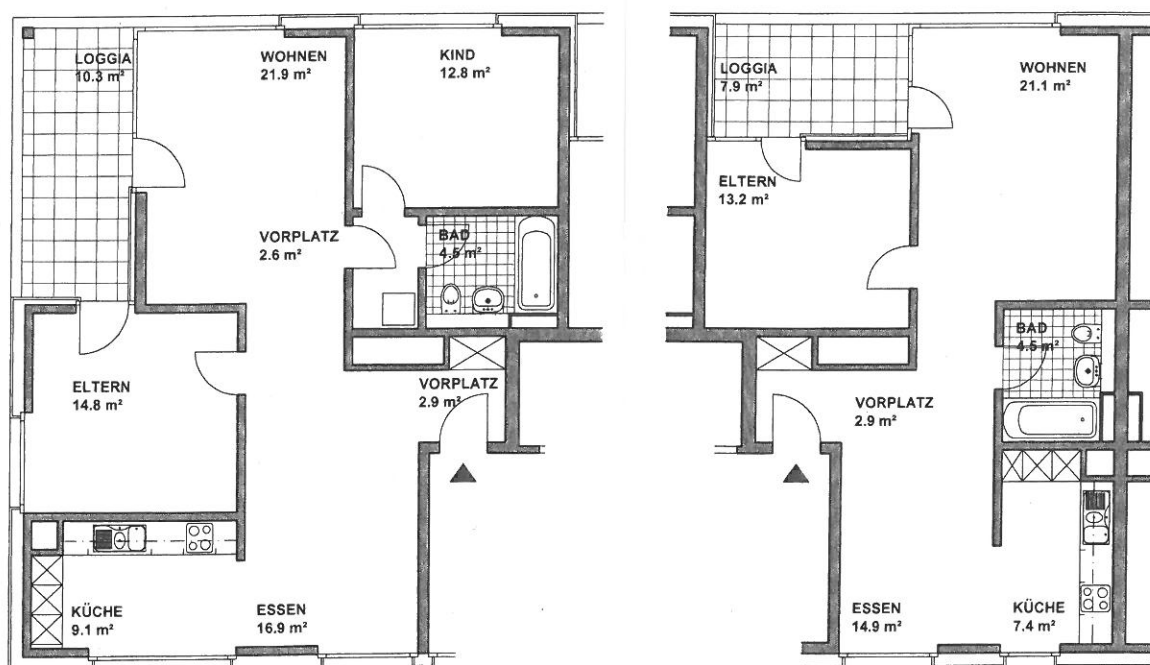 LOGGIA
10.3 m²
WOHNEN
21.9 m²
KIND
12.8 m²
VORPLATZ
2.6 m²
BAD
4.5 m²
ELTERN
14.8 m²
VORPLATZ
2.9 m²
KÜCHE
9.1 m²
ESSEN
16.9 m²
LOGGIA
7.9 m²
WOHNEN
21.1 m²
ELTERN
13.2 m²
BAD
4.5 m²
VORPLATZ
2.9 m²
ESSEN
14.9 m²
KÜCHE
7.4 m²